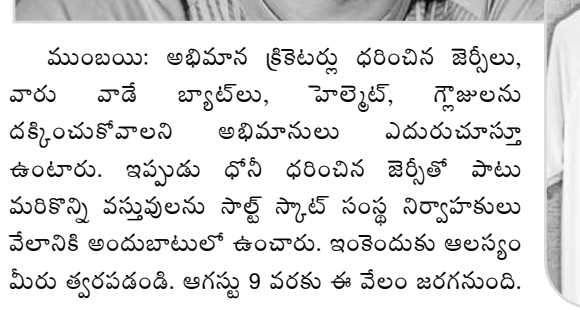 ముంబయి: అభిమాన క్రికెటర్లు ధరించిన జెర్సీలు,
వారు వాడే బ్యాట్‌లు, హెల్మెట్, గ్లౌజులను
దక్కించుకోవాలని అభిమానులు ఎదురుచూస్తూ
ఉంటారు. ఇప్పుడు ధోనీ ధరించిన జెర్సీతో పాటు
మరికొన్ని వస్తువులను సాల్ట్ స్కాట్ సంస్థ నిర్వాహకులు
వేలానికి అందుబాటులో ఉంచారు. ఇంకెందుకు ఆలస్యం
మీరు త్వరపడండి. ఆగస్టు 9 వరకు ఈ వేలం జరగనుంది.